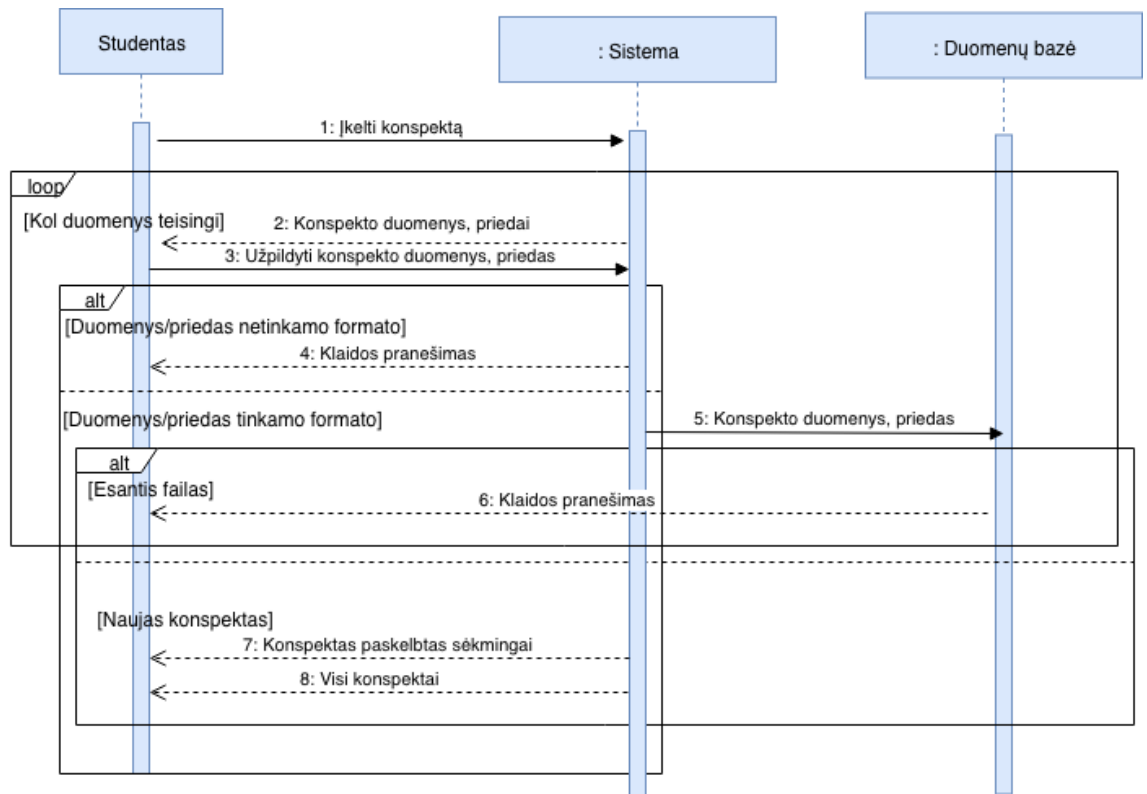 Studentas
: Sistema
: Duomenų bazė
1: Įkelti konspektą
loop
[Kol duomenys teisingi]
2: Konspekto duomenys, priedai
3: Užpildyti konspekto duomenys, priedas
alt
[Duomenys/priedas netinkamo formato]
4: Klaidos pranešimas
[Duomenys/priedas tinkamo formato]
5: Konspekto duomenys, priedas
alt
[Esantis failas]
6: Klaidos pranešimas
[Naujas konspektas]
7: Konspektas paskelbtas sėkmingai
8: Visi konspektai